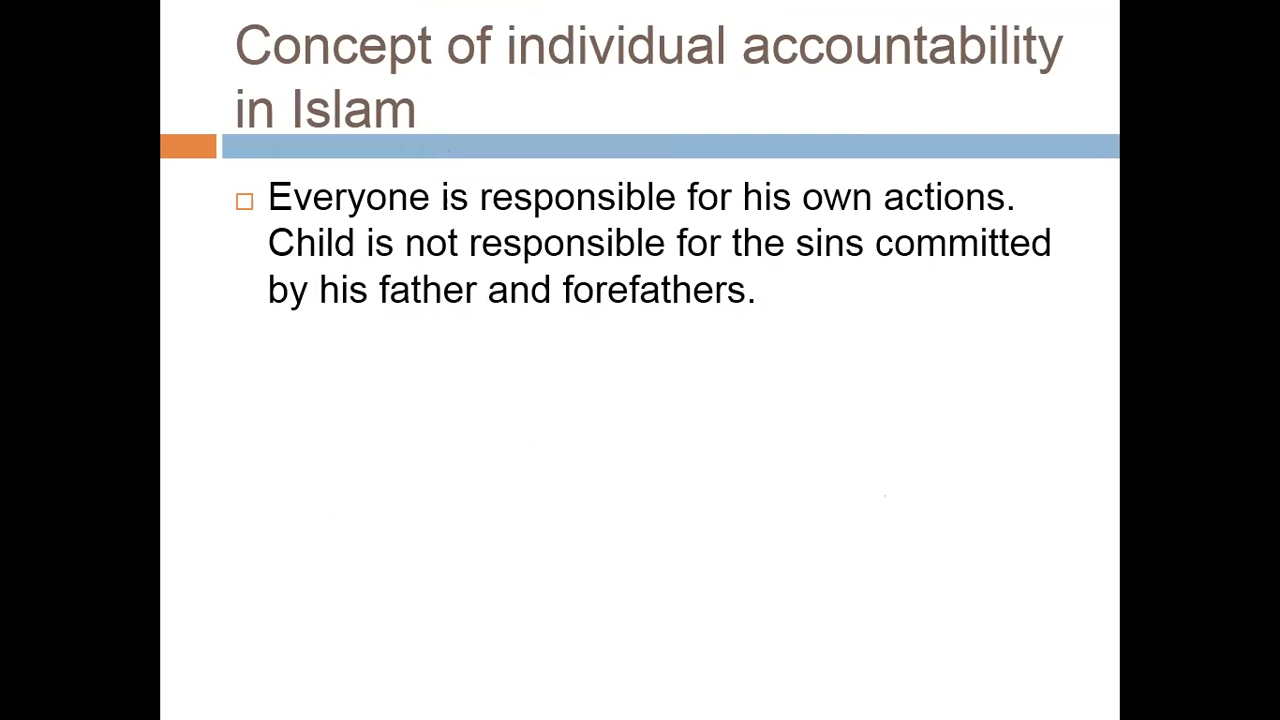 Concept of individual accountability
in Islam
Everyone is responsible for his own actions.
Child is not responsible for the sins committed
by his father and forefathers.